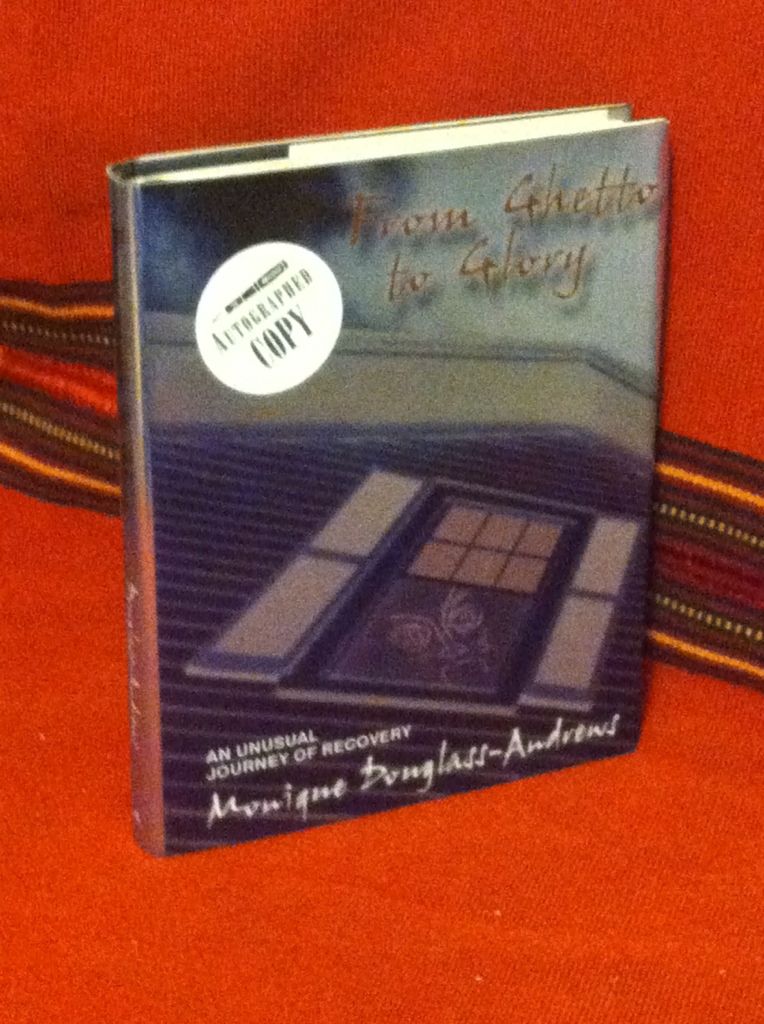 From Ghetto
to Glory
AUTOGRAPHED
COPY
AN UNUSUAL
JOURNEY OF RECOVERY
Monique Douglass-Andrews